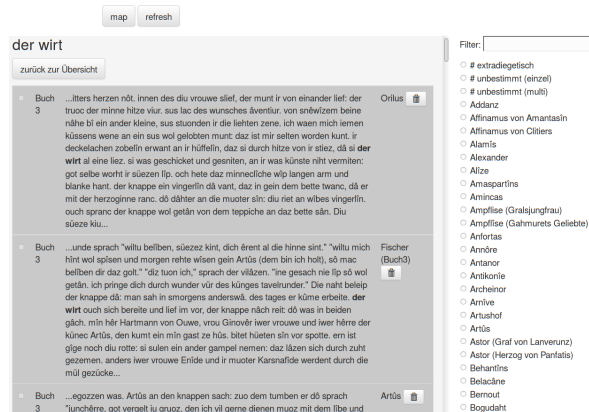 map refresh
der wirt
zurück zur Übersicht
Buch 3
...itters herzen nôt. innen des diu vrouwe slief, der munt ir von einander lief: der
truoc der minne hitze viur. sus lac des wunsches âventiur. von snêwîzem beine
nâhe bî ein ander kleine, sus stuonden ir die liehten zene. ich waen mich iemen
küssens wene an ein sus wol gelobten munt: daz ist mir selten worden kunt. ir
deckelachen zobelîn erwant an ir hüffelîn, daz si durch hitze von ir stiez, dâ si der
wirt al eine liez. si was geschicket und gesniten, an ir was künste niht vermiten:
got selbe worht ir süezen lîp. och hete daz minneclîche wîp langen arm und
blanke hant. der knappe ein vingerlîn dâ vant, daz in gein dem bette twanc, dâ er
mit der herzoginne ranc. dô dâhter an die muoter sîn: diu riet an wîbes vingerlîn.
ouch spranc der knappe wol getân von dem teppiche an daz bette sân. Diu
süeze kiu...
Orilus
Buch 3
...unde sprach "wiltu belîben, süezez kint, dich êrent al die hinne sint." "wiltu mich
hînt wol spîsen und morgen rehte wîsen gein Artûs (dem bin ich holt), sô mac
belîben dir daz golt." "diz tuon ich," sprach der vilâzen. "ine gesach nie lîp sô wol
getân. ich pringe dich durch wunder vür des künges tavelrunder." Die naht beleip
der knappe dâ: man sah in smorgens anderswâ. des tages er kûme erbeite. der
wirt ouch sich bereite und lief im vor, der knappe nâch reit: dô was in beiden
gâch. mîn hêr Hartmann von Ouwe, vrou Ginovêr iwer vrouwe und iwer hêrre der
künec Artûs, den kumt ein mîn gast ze hûs. bitet hüeten sîn vor spotte. ern ist
gîge noch diu rotte: si sulen ein ander gampel nemen: daz lâzen sich durch zuht
gezemen. anders iwer vrouwe Enîde und ir muoter Karsnafîde werdent durch die
mül gezücke...
Fischer
(Buch3)
Buch 3
...egozzen was. Artûs an den knappen sach: zuo dem tumben er dô sprach
"junchêrre, got vergelt iu gruoz, den ich vil gerne dienen muoz mit dem lîbe und
Artûs
Filter:
# extradiegetisch
# unbestimmt (einzel)
# unbestimmt (multi)
Addanz
Affinamus von Amantasîn
Affinamus von Clitiers
Alamîs
Alexander
Alîze
Amaspartîns
Amincas
Ampflise (Gralsjungfrau)
Ampflîse (Gahmurets Geliebte)
Anfortas
Annôre
Antanor
Antikonîe
Archeinor
Arnîve
Artushof
Artûs
Astor (Graf von Lanverunz)
Astor (Herzog von Panfatis)
Behantîns
Belacâne
Bernout
Bogudaht